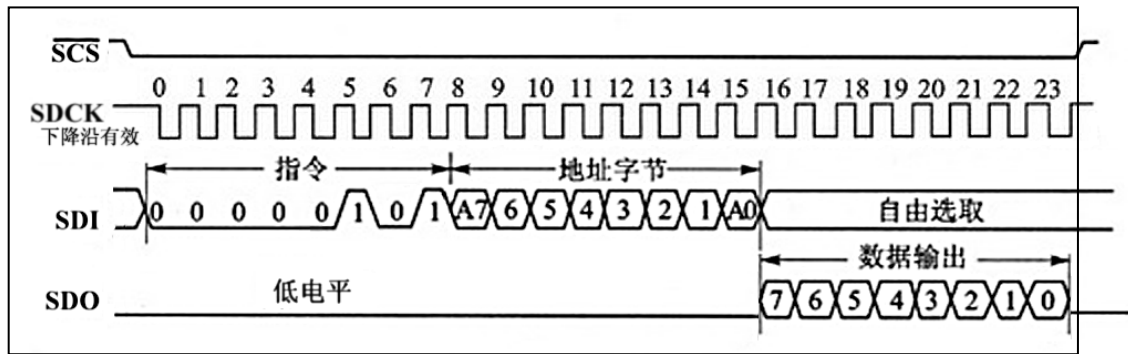 SCS
0 1 2 3 4 5 6 7 8 9 10 11 12 13 14 15 16 17 18 19 20 21 22 23
SDCK
下降沿有效
指令 地址字节
SDI 0 0 0 0 0 1 0 1 A7 6 5 4 3 2 1 A0 自由选取
数据输出
SDO 低电平 7 6 5 4 3 2 1 0